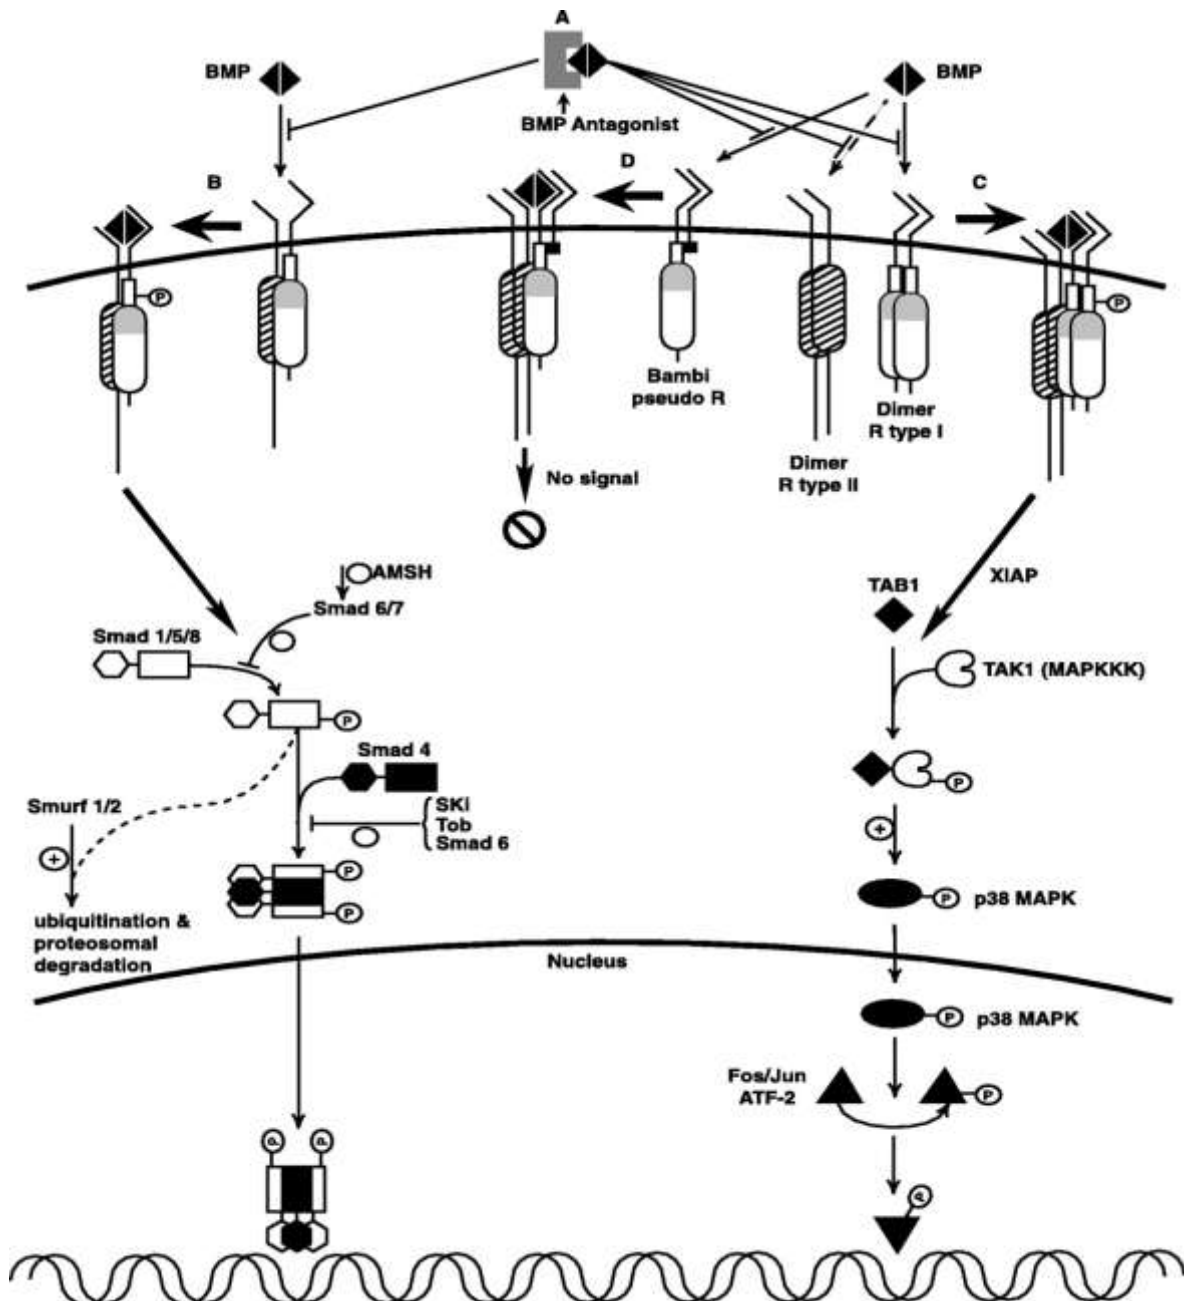 A
BMP
BMP
BMP Antagonist
B
D
C
P
P
Bambi
pseudo R
Dimer
R type I
Dimer
R type II
No signal
XIAP
AMSH
TAB1
Smad 6/7
Smad 1/5/8
TAK1 (MAPKKK)
P
Smad 4
P
Smurf 1/2
SKi
Tob
Smad 6
+
+
P
p38 MAPK
P
P
ubiquitination &
proteosomal
degradation
Nucleus
P
p38 MAPK
Fos/Jun
ATF-2
P
P
P
P